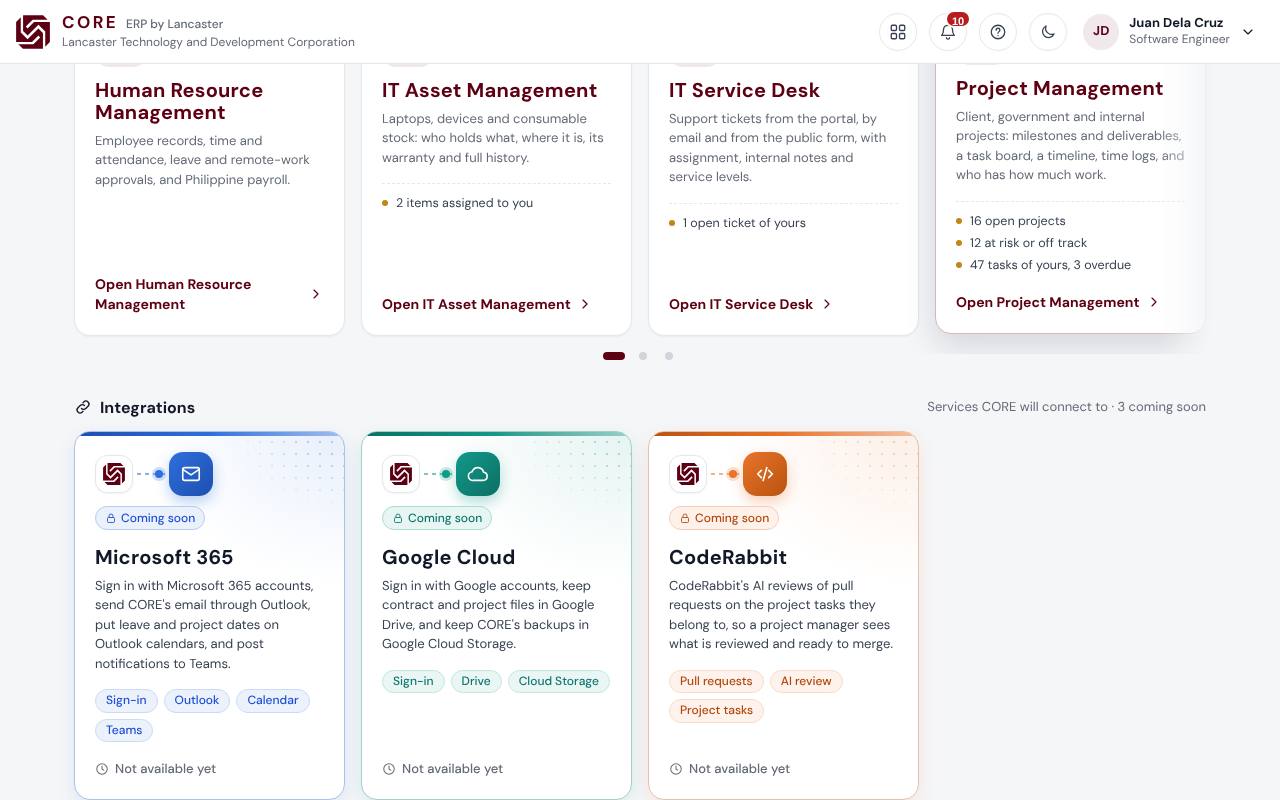 CORE ERP by Lancaster
Lancaster Technology and Development Corporation
10
JD
Juan Dela Cruz
Software Engineer
Human Resource
Management
Employee records, time and
attendance, leave and remote-work
approvals, and Philippine payroll.
Open Human Resource
Management
IT Asset Management
Laptops, devices and consumable
stock: who holds what, where it is, its
warranty and full history.
2 items assigned to you
Open IT Asset Management
IT Service Desk
Support tickets from the portal, by
email and from the public form, with
assignment, internal notes and
service levels.
1 open ticket of yours
Open IT Service Desk
Project Management
Client, government and internal
projects: milestones and deliverables,
a task board, a timeline, time logs, and
who has how much work.
16 open projects
12 at risk or off track
47 tasks of yours, 3 overdue
Open Project Management
Integrations
Services CORE will connect to · 3 coming soon
Coming soon
Microsoft 365
Sign in with Microsoft 365 accounts,
send CORE's email through Outlook,
put leave and project dates on
Outlook calendars, and post
notifications to Teams.
Sign-in Outlook Calendar
Teams
Not available yet
Coming soon
Google Cloud
Sign in with Google accounts, keep
contract and project files in Google
Drive, and keep CORE's backups in
Google Cloud Storage.
Sign-in Drive Cloud Storage
Not available yet
Coming soon
CodeRabbit
CodeRabbit's AI reviews of pull
requests on the project tasks they
belong to, so a project manager sees
what is reviewed and ready to merge.
Pull requests AI review
Project tasks
Not available yet